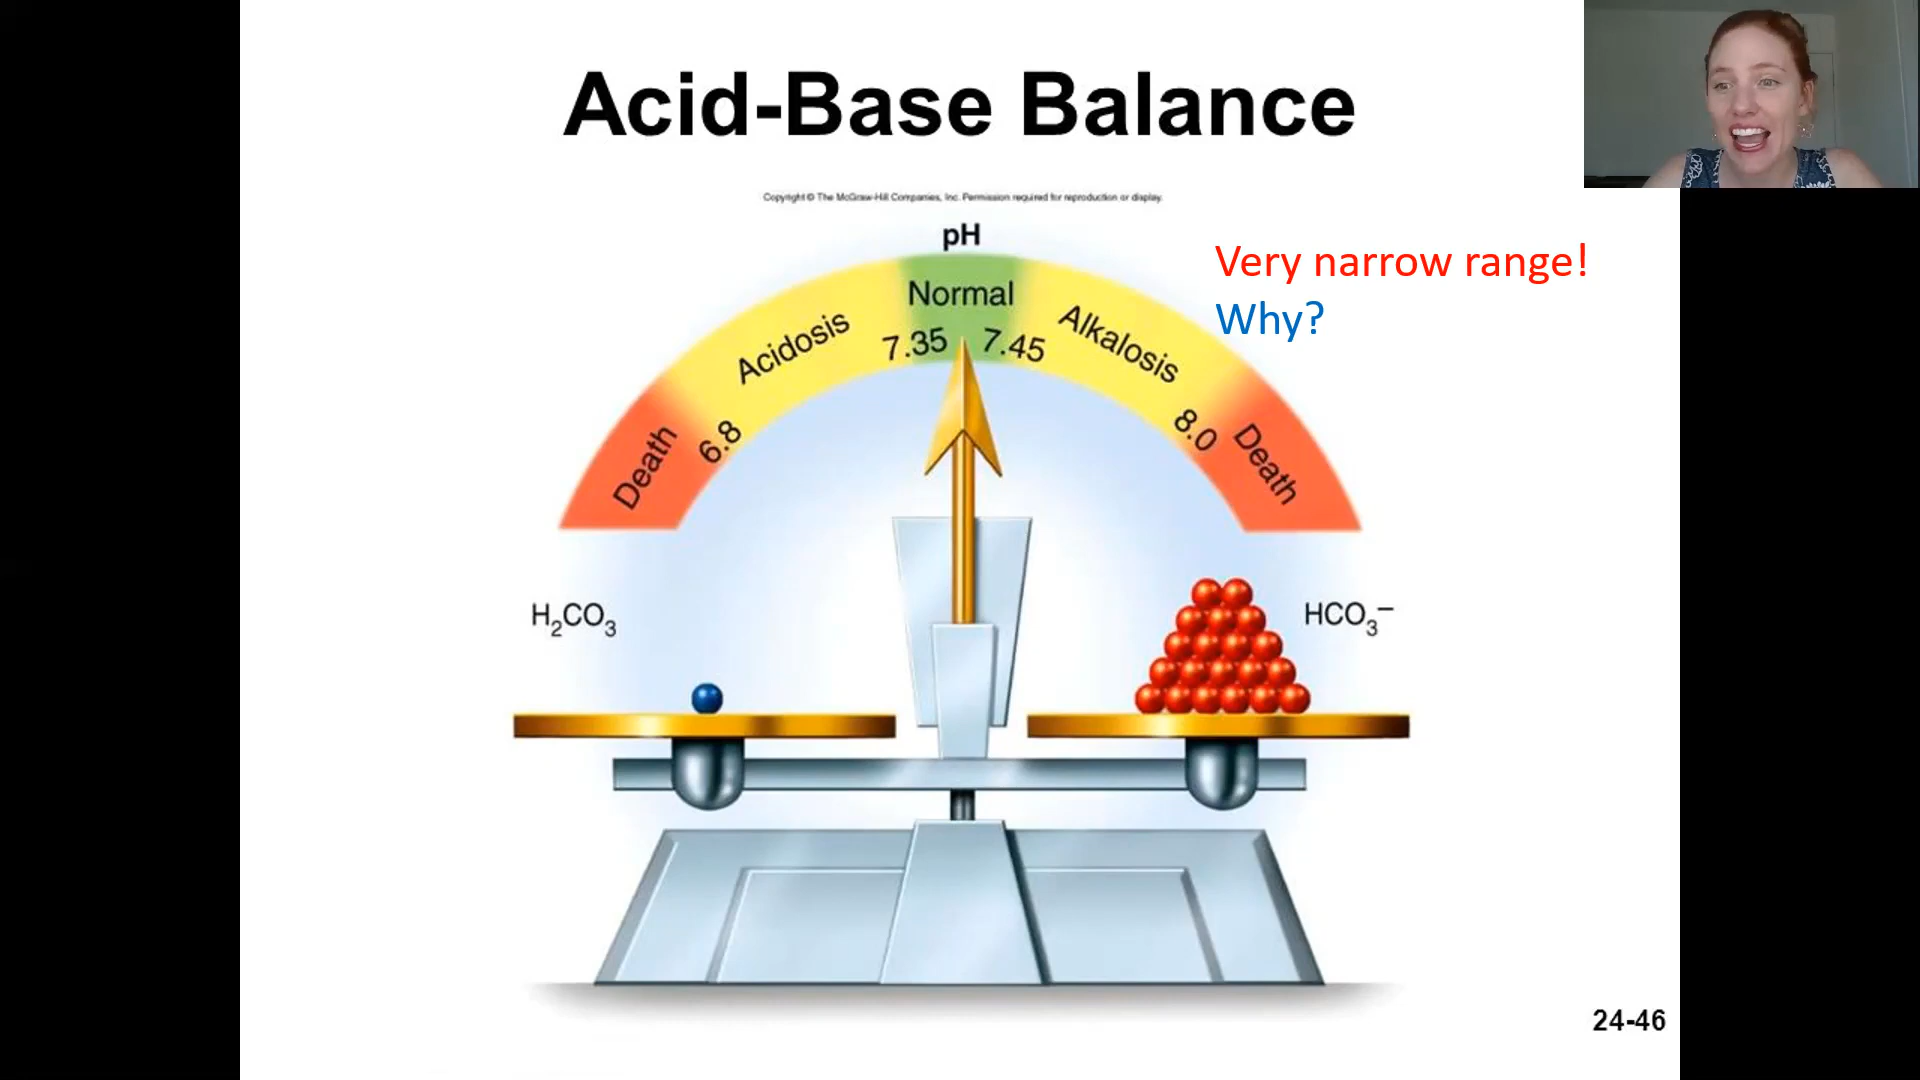 Acid-Base Balance
Copyright © The McGraw-Hill Companies, Inc. Permission required for reproduction or display.
pH
Very narrow range!
Why?
Normal
7.35 7.45
Acidosis
Alkalosis
6.8
8.0
Death
Death
H₂CO₃
HCO₃⁻
24-46